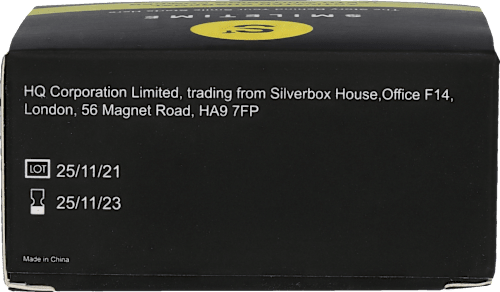 SMILETIME
HQ Corporation Limited, trading from Silverbox House,Office F14,
London, 56 Magnet Road, HA9 7FP
LOT 25/11/21
25/11/23
Made in China